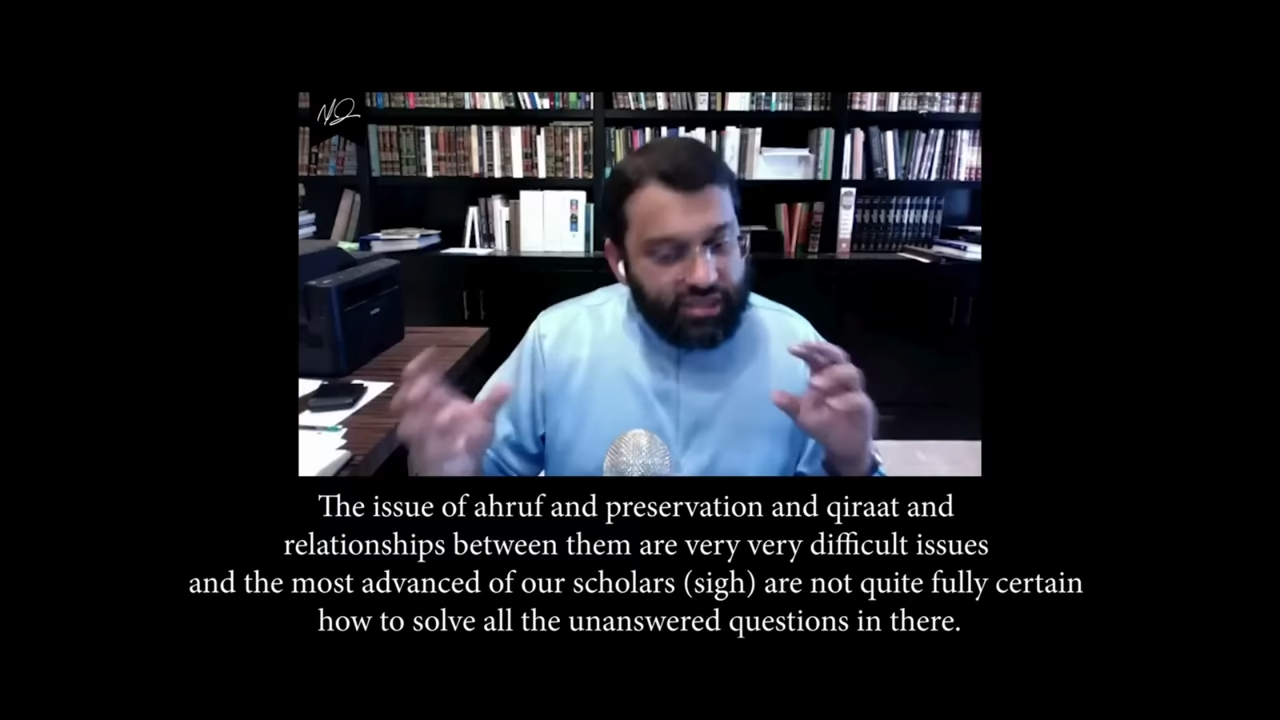 The issue of ahruf and preservation and qiraat and
relationships between them are very very difficult issues
and the most advanced of our scholars (sigh) are not quite fully certain
how to solve all the unanswered questions in there.